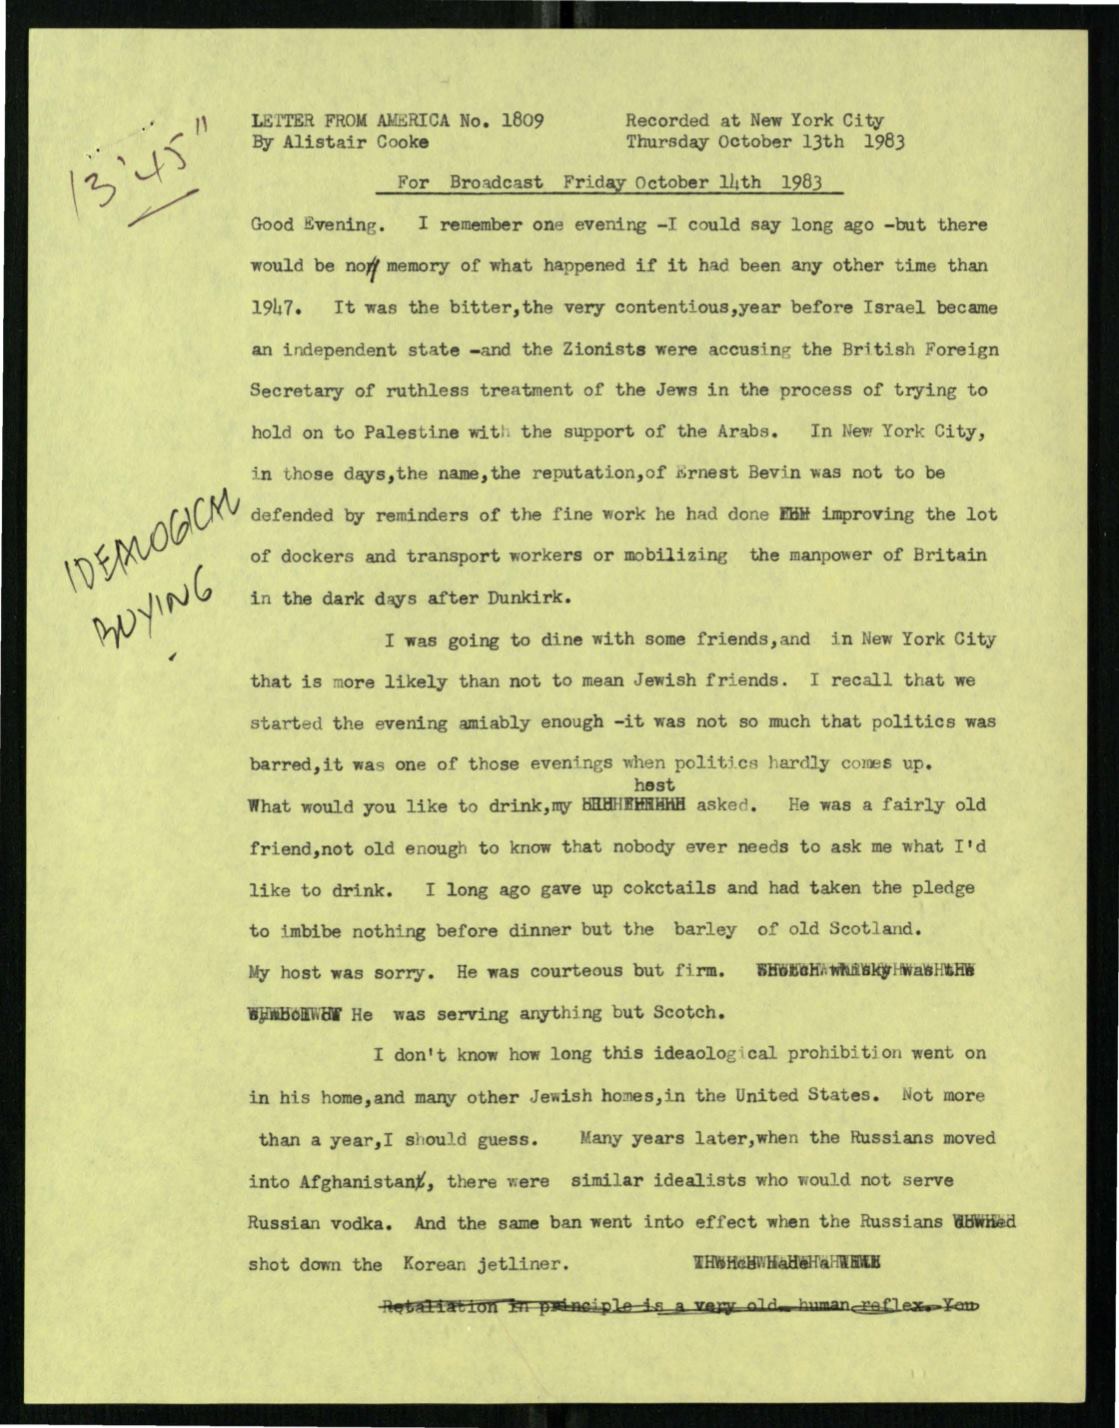 13'45"
LETTER FROM AMERICA No. 1809 Recorded at New York City
By Alistair Cooke Thursday October 13th 1983
For Broadcast Friday October 14th 1983
Good Evening. I remember one evening -I could say long ago -but there
would be no memory of what happened if it had been any other time than
1947. It was the bitter,the very contentious,year before Israel became
an independent state -and the Zionists were accusing the British Foreign
Secretary of ruthless treatment of the Jews in the process of trying to
hold on to Palestine with the support of the Arabs. In New York City,
in those days,the name,the reputation,of Ernest Bevin was not to be
defended by reminders of the fine work he had done improving the lot
of dockers and transport workers or mobilizing the manpower of Britain
in the dark days after Dunkirk.
IDEALOGICAL
BUYING
I was going to dine with some friends,and in New York City
that is more likely than not to mean Jewish friends. I recall that we
started the evening amiably enough -it was not so much that politics was
barred,it was one of those evenings when politics hardly comes up.
host
What would you like to drink,my asked. He was a fairly old
friend,not old enough to know that nobody ever needs to ask me what I'd
like to drink. I long ago gave up cokctails and had taken the pledge
to imbibe nothing before dinner but the barley of old Scotland.
My host was sorry. He was courteous but firm. Scotch whisky was the
He was serving anything but Scotch.
I don't know how long this ideaological prohibition went on
in his home,and many other Jewish homes,in the United States. Not more
than a year,I should guess. Many years later,when the Russians moved
into Afghanistan, there were similar idealists who would not serve
Russian vodka. And the same ban went into effect when the Russians downed
shot down the Korean jetliner.
Retaliation in principle is a very old human reflex. You